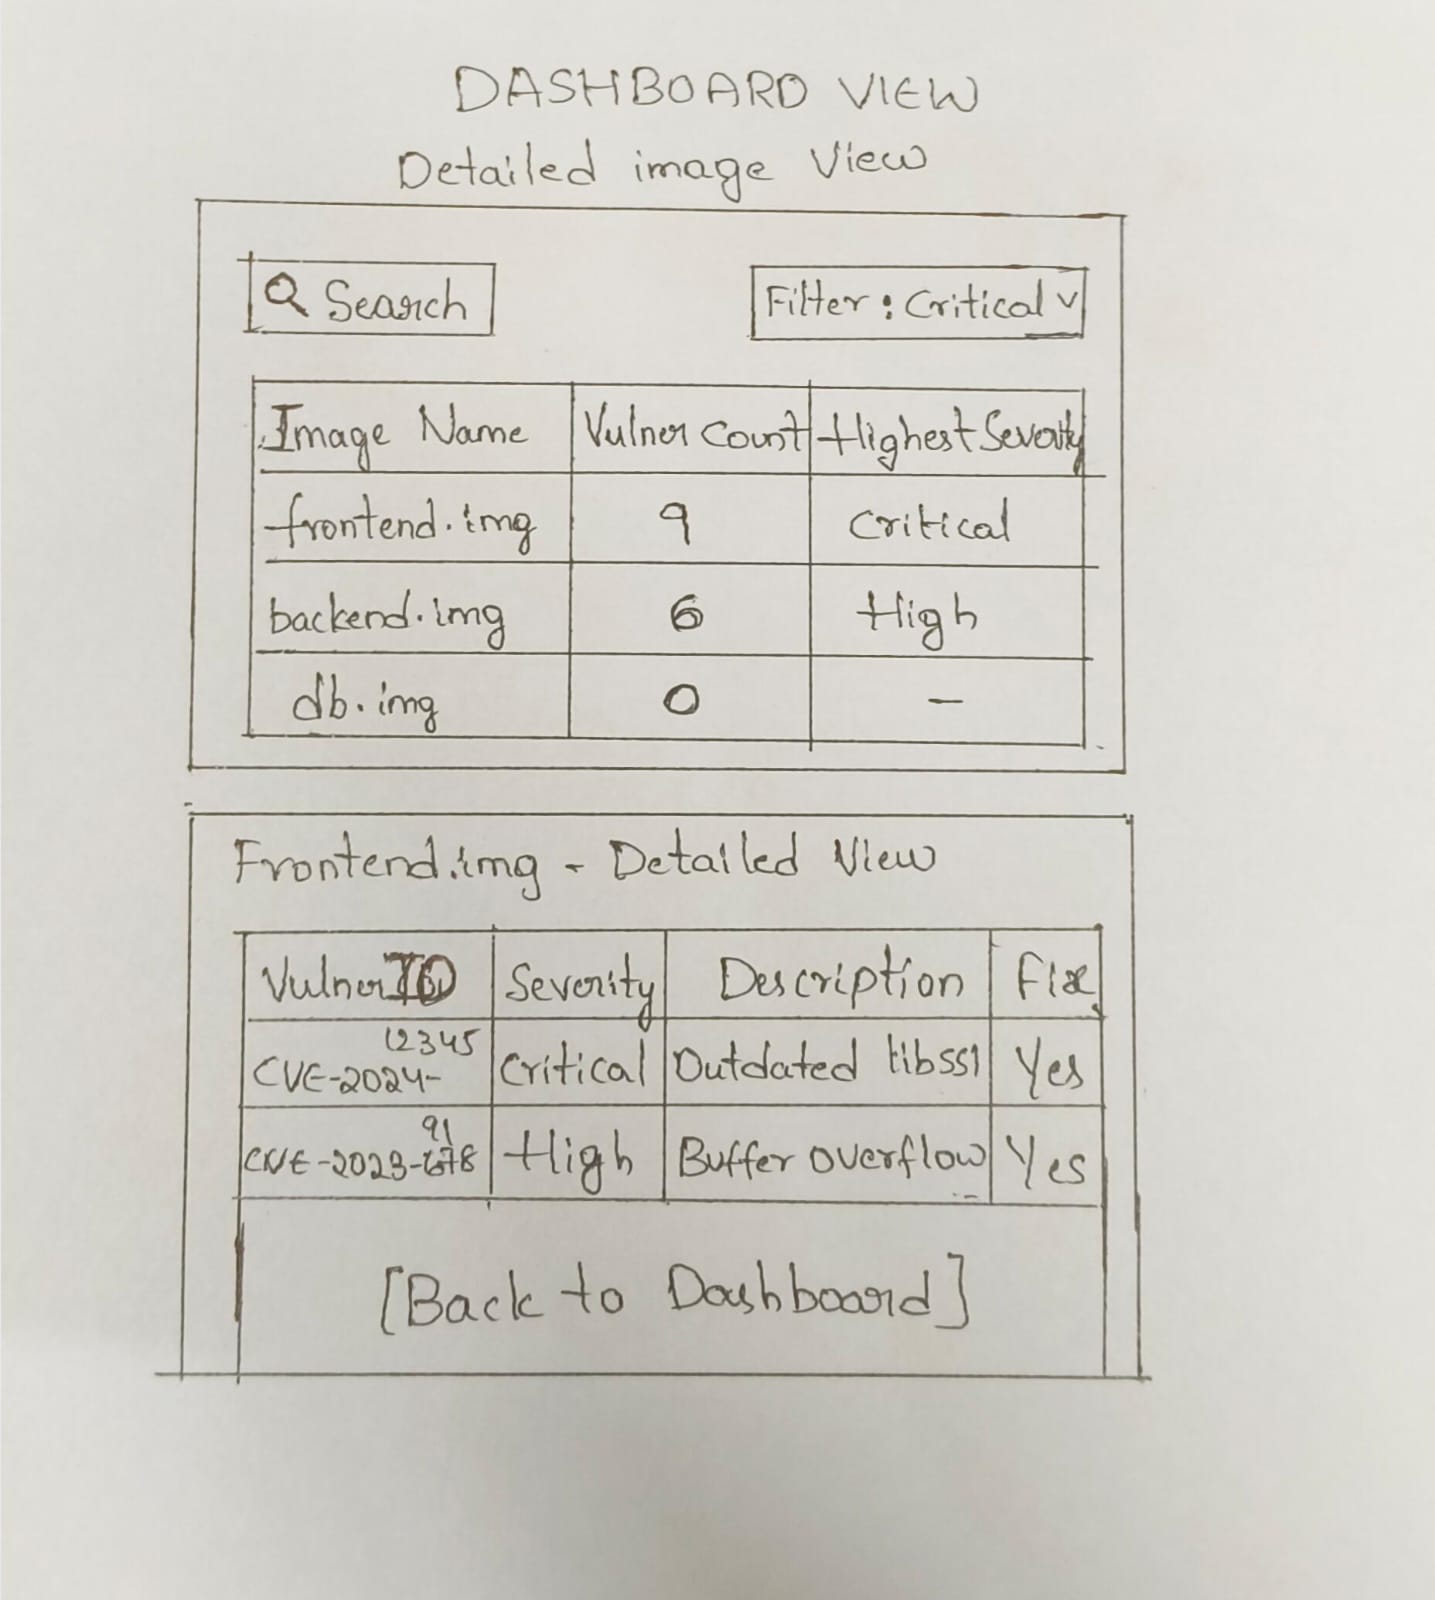 DASHBOARD VIEW
Detailed image View
Search
Filter : Critical
Image Name Vulner Count Highest Severity
frontend.img 9 Critical
backend.img 6 High
db.img 0 -
Frontend.img - Detailed View
Vulner ID Severity Description Fix
CVE-2024- 12345 Critical Outdated libssl Yes
CVE-2023-678 91 High Buffer overflow Yes
[Back to Dashboard]